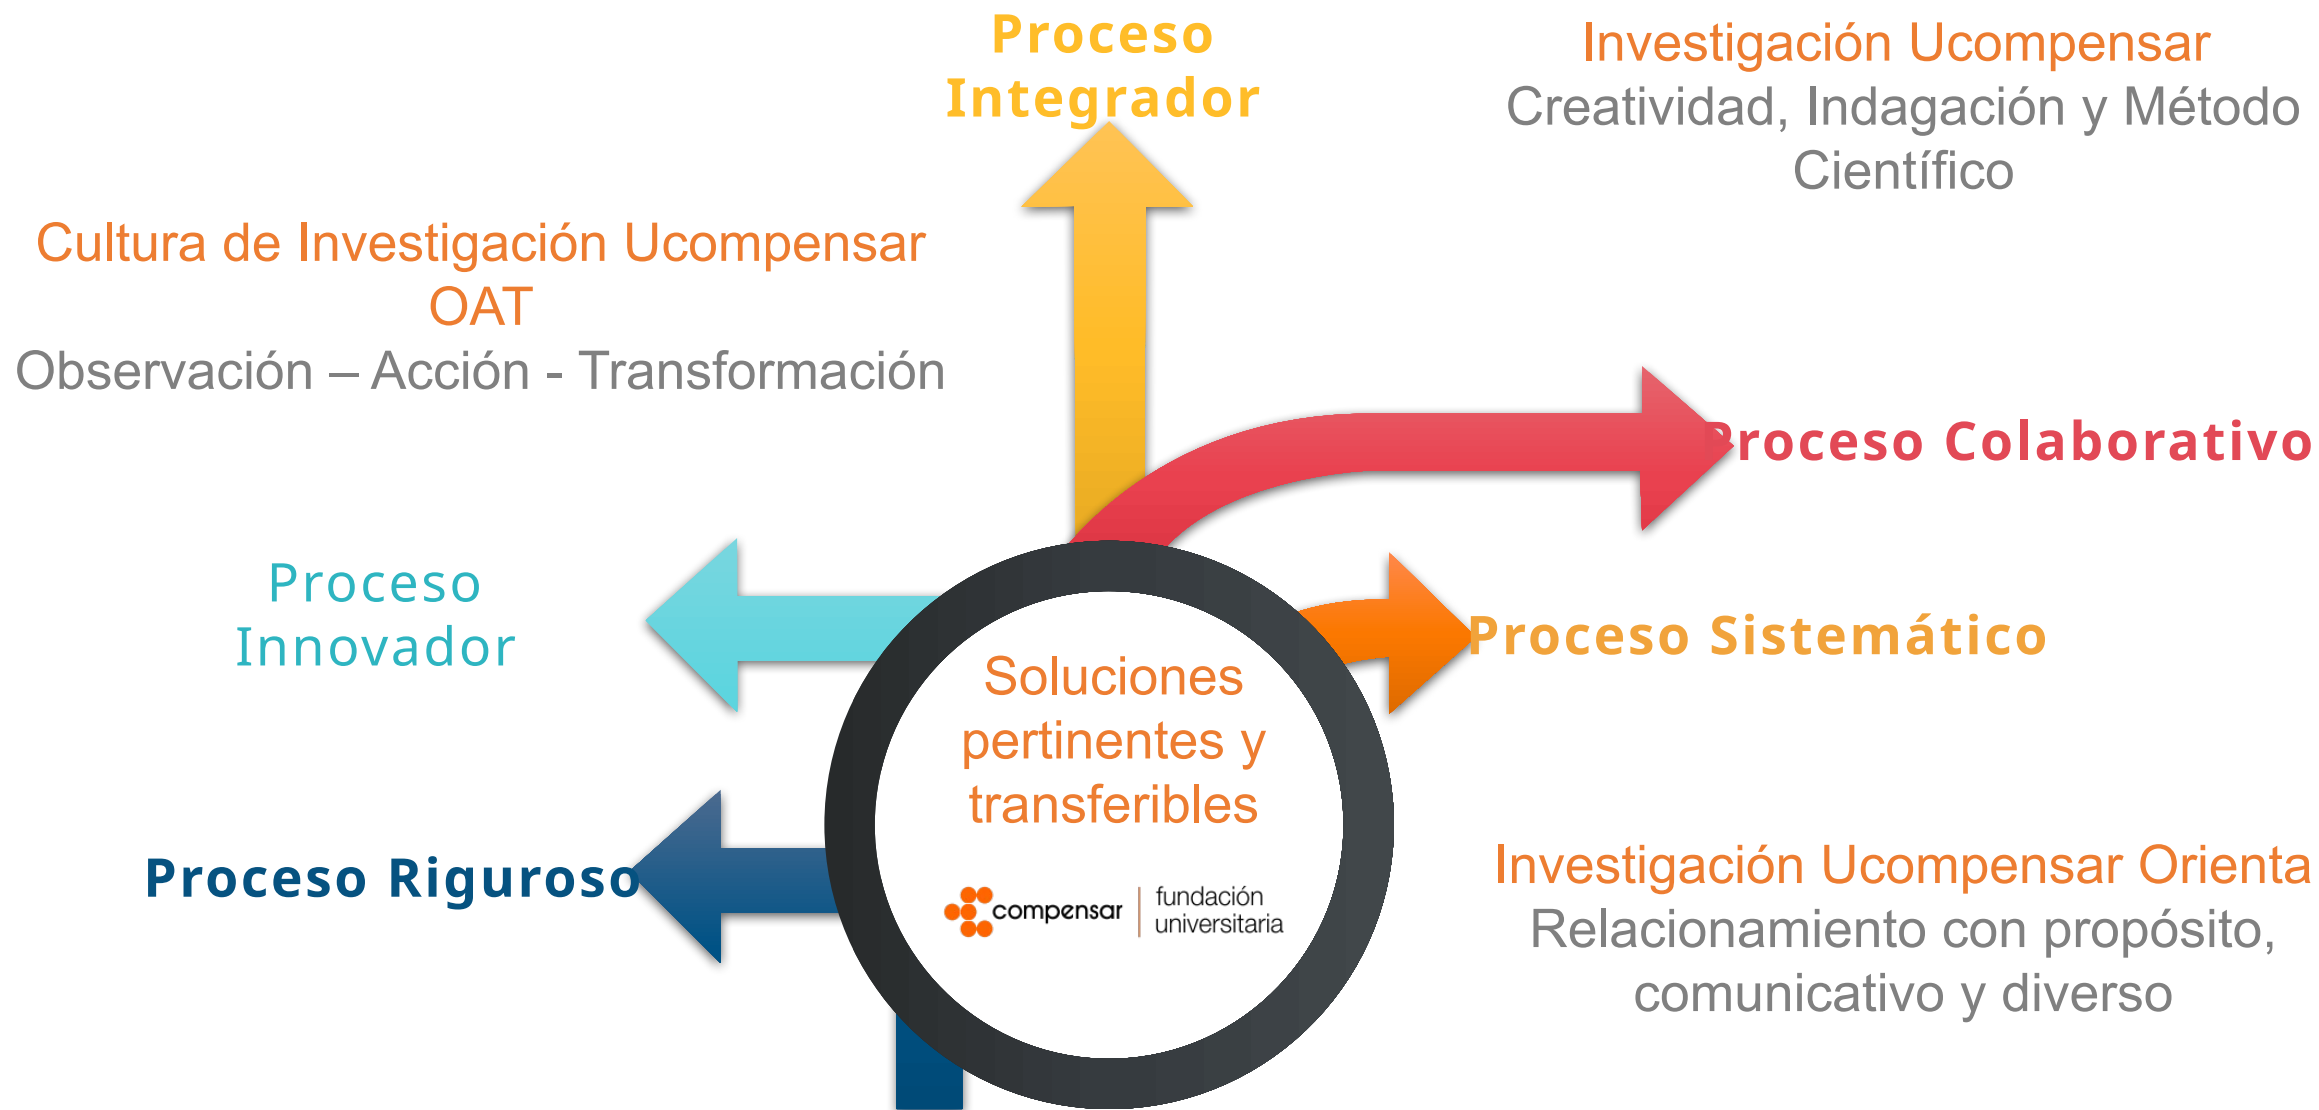 Proceso
Integrador
Investigación Ucompensar
Creatividad, Indagación y Método
Científico
Cultura de Investigación Ucompensar
OAT
Observación – Acción - Transformación
Proceso Colaborativo
Proceso
Innovador
Proceso Sistemático
Soluciones
pertinentes y
transferibles
compensar
fundación
universitaria
Proceso Riguroso
Investigación Ucompensar Orienta
Relacionamiento con propósito,
comunicativo y diverso